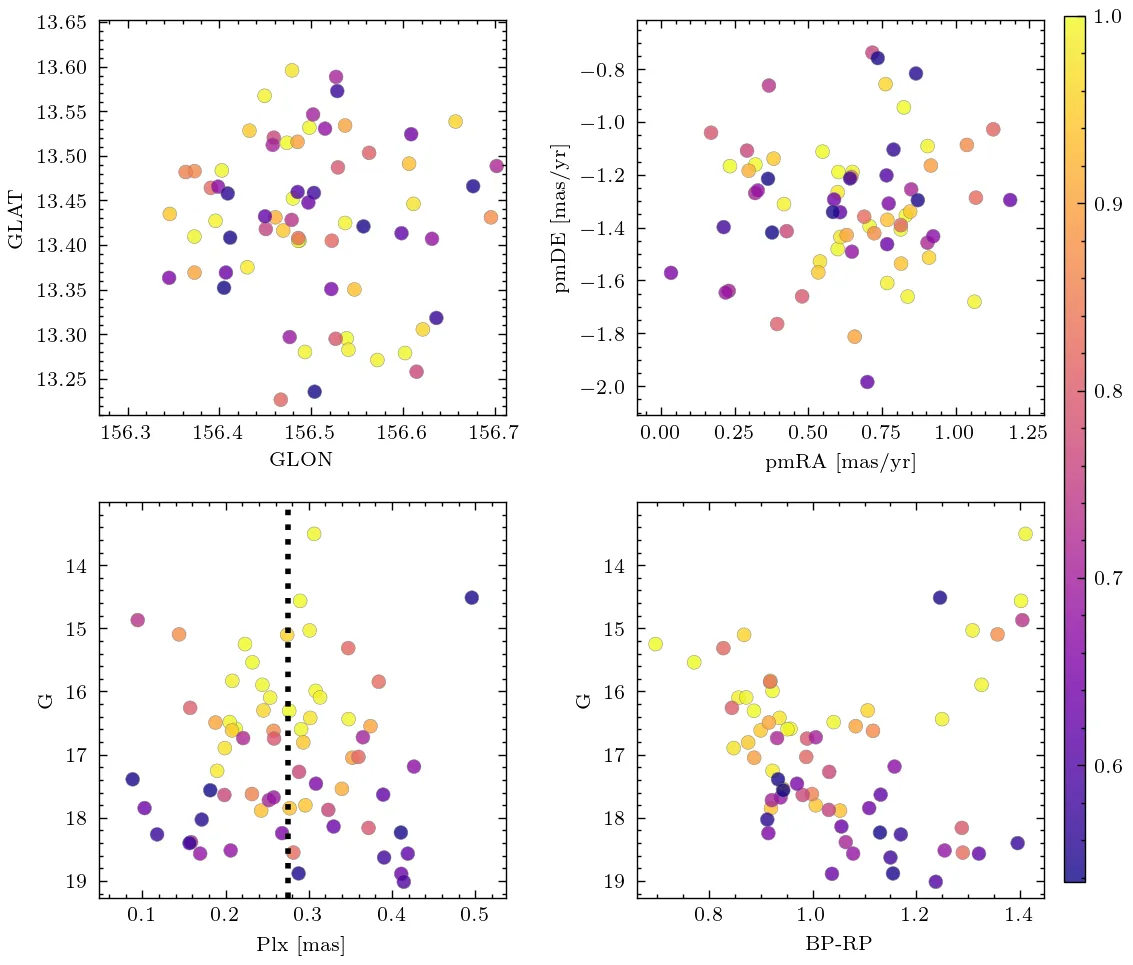 13.65
13.60
13.55
13.50
13.45
13.40
13.35
13.30
13.25
GLAT
156.3 156.4 156.5 156.6 156.7
GLON
−0.8
−1.0
−1.2
−1.4
−1.6
−1.8
−2.0
pmDE [mas/yr]
0.00 0.25 0.50 0.75 1.00 1.25
pmRA [mas/yr]
14
15
16
17
18
19
G
0.1 0.2 0.3 0.4 0.5
Plx [mas]
14
15
16
17
18
19
G
0.8 1.0 1.2 1.4
BP-RP
1.0
0.9
0.8
0.7
0.6